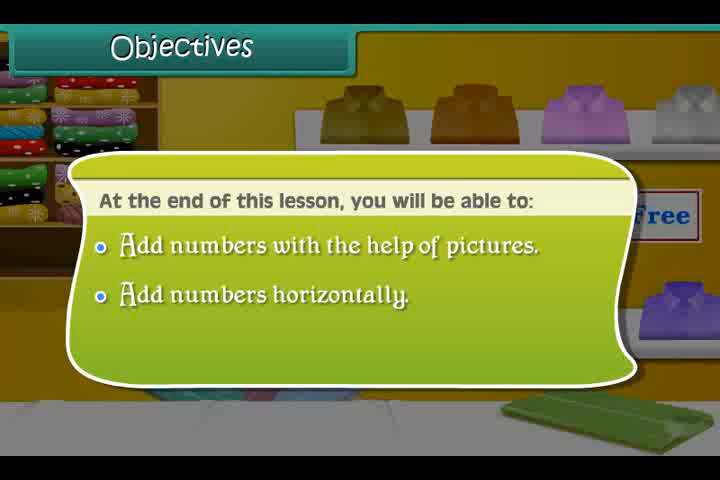 Objectives
At the end of this lesson, you will be able to:
Add numbers with the help of pictures.
Free
Add numbers horizontally.